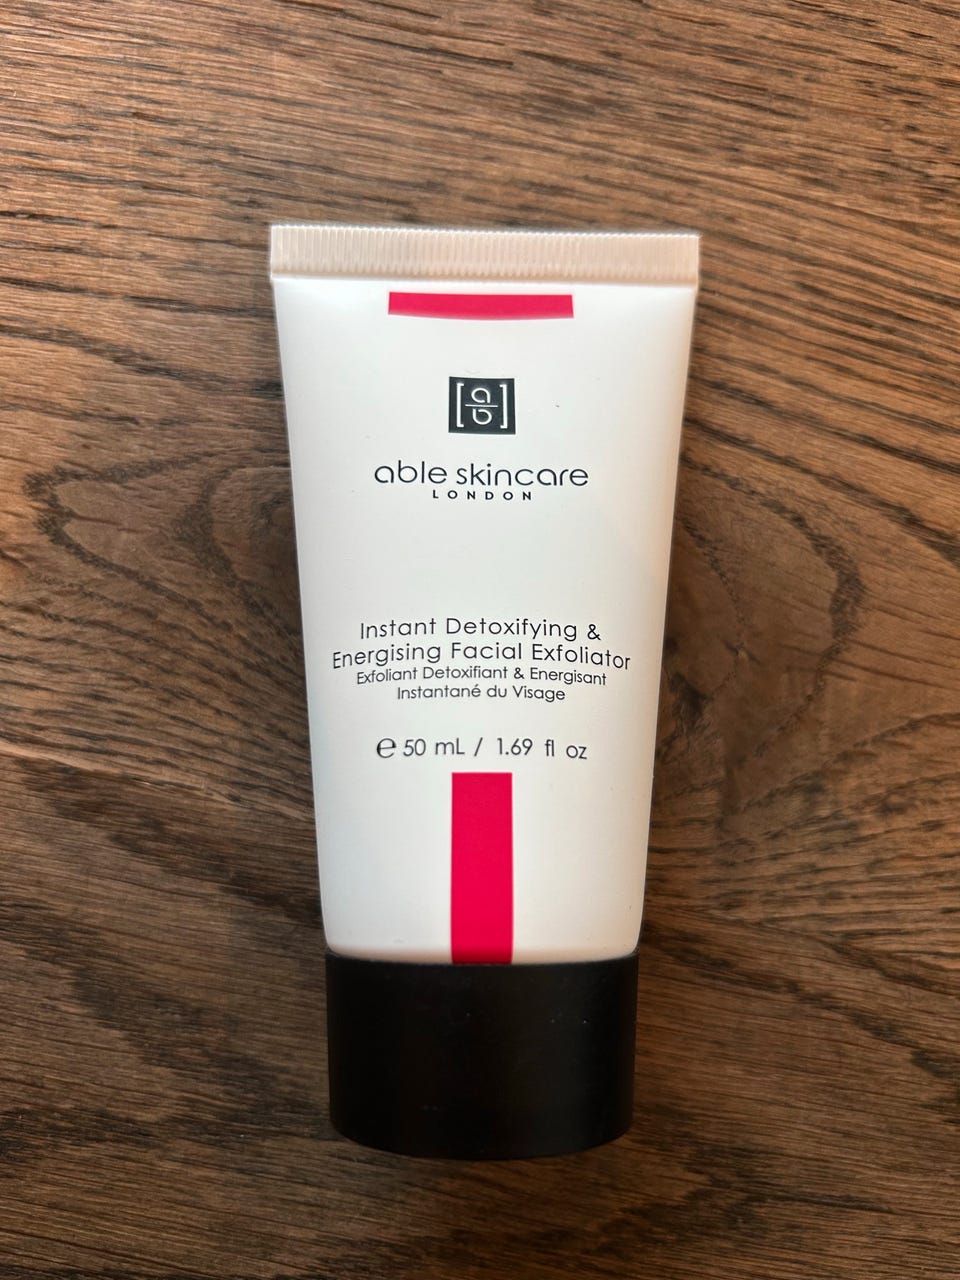 [a b]
able skincare
LONDON
Instant Detoxifying &
Energising Facial Exfoliator
Exfoliant Detoxifiant & Energisant
Instantané du Visage
℮ 50 mL / 1.69 fl oz